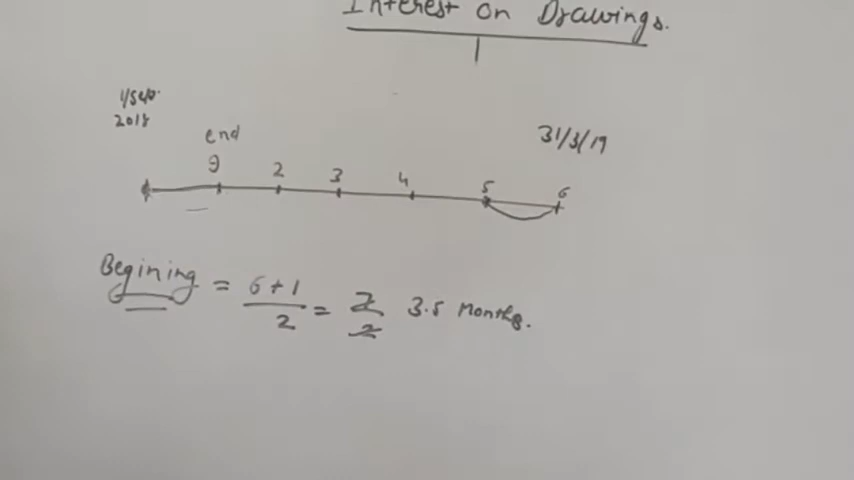 Interest on Drawings.
1/Sep.
2018
end
31/3/19
9 2 3 4 5 6
Begining = 6+1/2 = 7/2 3.5 Months.